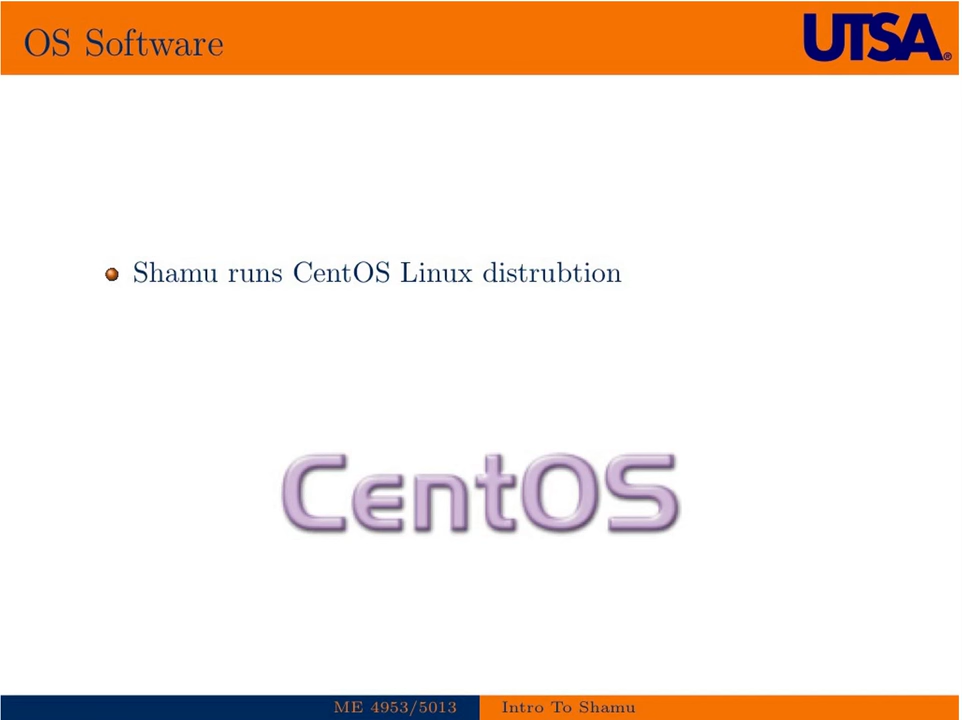 OS Software
UTSA®
Shamu runs CentOS Linux distrubtion
CentOS
ME 4953/5013
Intro To Shamu